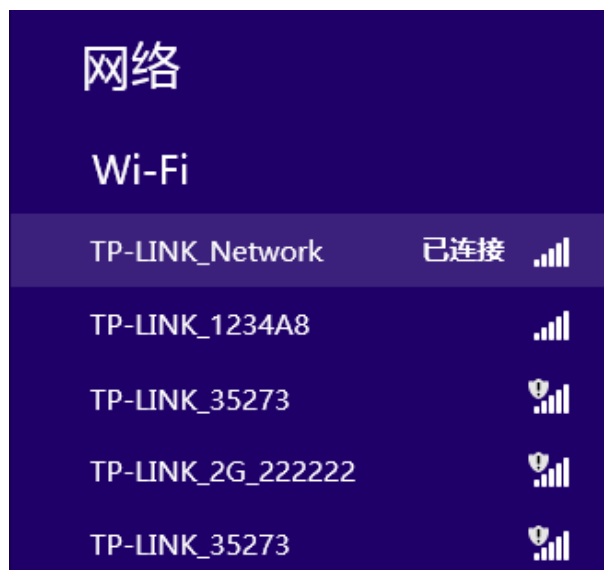 网络
Wi-Fi
TP-LINK_Network 已连接
TP-LINK_1234A8
TP-LINK_35273
TP-LINK_2G_222222
TP-LINK_35273